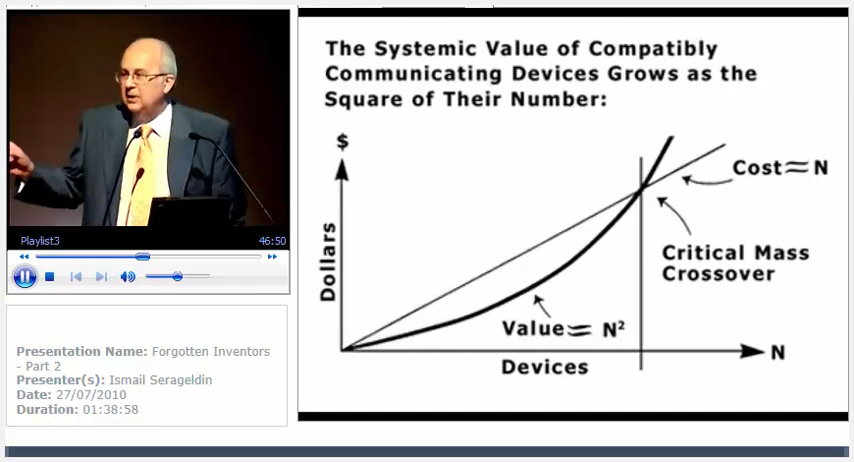 The Systemic Value of Compatibly
Communicating Devices Grows as the
Square of Their Number:
$
Cost≈N
Dollars
Critical Mass
Crossover
Value≈ N²
N
Devices
Playlist3
46:50
Presentation Name: Forgotten Inventors
- Part 2
Presenter(s): Ismail Serageldin
Date: 27/07/2010
Duration: 01:38:58